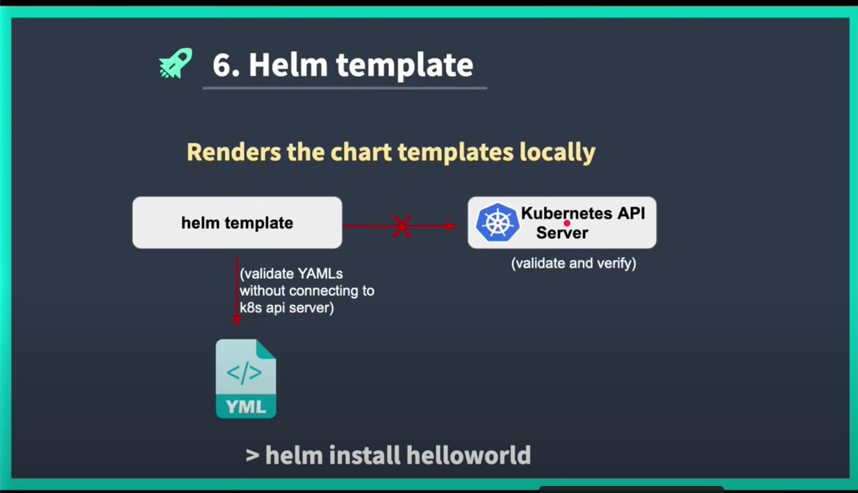 6. Helm template
Renders the chart templates locally
helm template
Kubernetes API
Server
(validate and verify)
(validate YAMLs
without connecting to
k8s api server)
</>
YML
> helm install helloworld